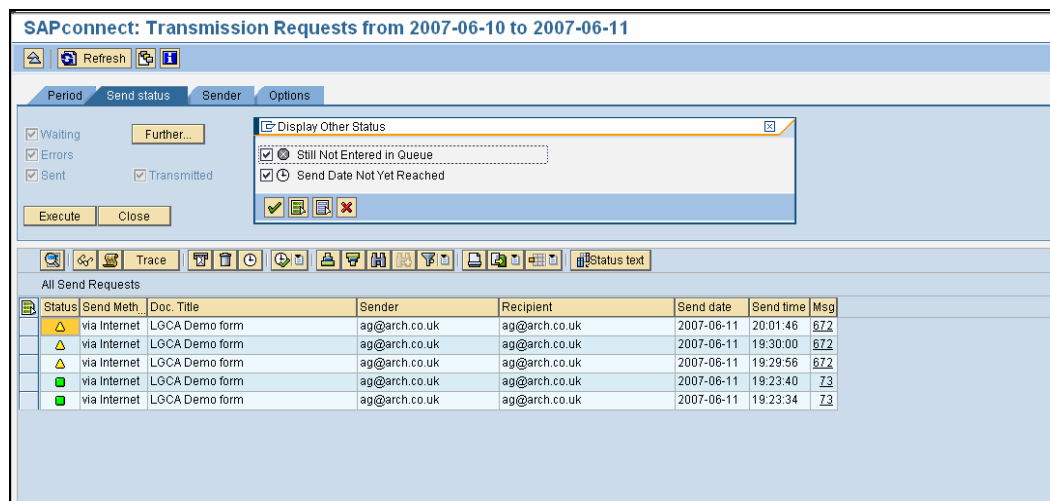 SAPconnect: Transmission Requests from 2007-06-10 to 2007-06-11
Refresh
Period Send status Sender Options
Waiting Further...
Errors
Sent Transmitted
Execute Close
Display Other Status
Still Not Entered in Queue
Send Date Not Yet Reached
Trace Status text
All Send Requests
Status Send Meth... Doc. Title Sender Recipient Send date Send time Msg
via Internet LGCA Demo form ag@arch.co.uk ag@arch.co.uk 2007-06-11 20:01:46 672
via Internet LGCA Demo form ag@arch.co.uk ag@arch.co.uk 2007-06-11 19:30:00 672
via Internet LGCA Demo form ag@arch.co.uk ag@arch.co.uk 2007-06-11 19:29:56 672
via Internet LGCA Demo form ag@arch.co.uk ag@arch.co.uk 2007-06-11 19:23:40 73
via Internet LGCA Demo form ag@arch.co.uk ag@arch.co.uk 2007-06-11 19:23:34 73